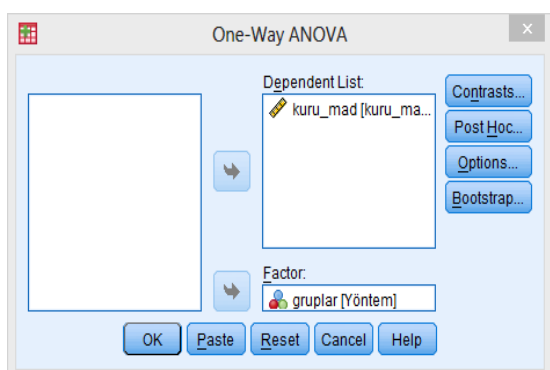 One-Way ANOVA
x
Dependent List:
kuru_mad [kuru_ma...
Contrasts...
Post Hoc...
Options...
Bootstrap...
Factor:
gruplar [Yöntem]
OK Paste Reset Cancel Help